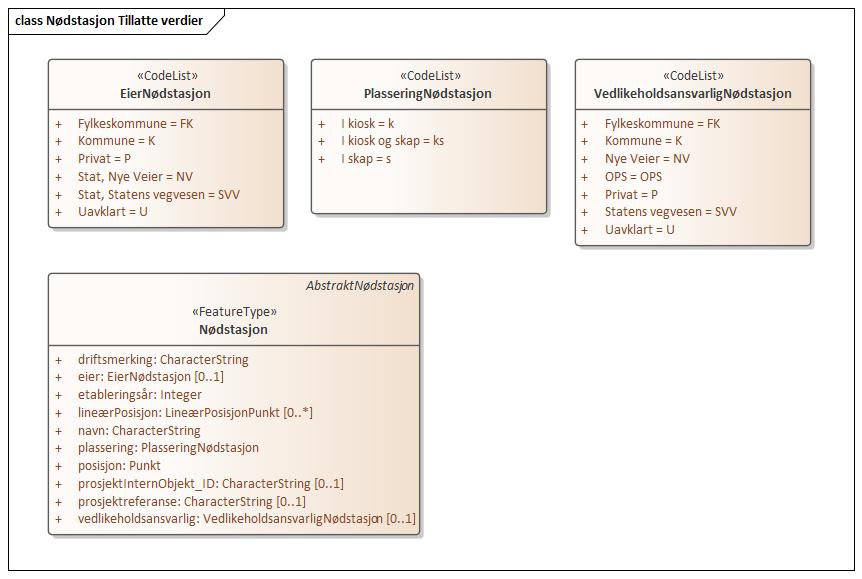 class Nødstasjon Tillatte verdier
«CodeList»
EierNødstasjon
+ Fylkeskommune = FK
+ Kommune = K
+ Privat = P
+ Stat, Nye Veier = NV
+ Stat, Statens vegvesen = SVV
+ Uavklart = U
«CodeList»
PlasseringNødstasjon
+ I kiosk = k
+ I kiosk og skap = ks
+ I skap = s
«CodeList»
VedlikeholdsansvarligNødstasjon
+ Fylkeskommune = FK
+ Kommune = K
+ Nye Veier = NV
+ OPS = OPS
+ Privat = P
+ Statens vegvesen = SVV
+ Uavklart = U
AbstraktNødstasjon
«FeatureType»
Nødstasjon
+ driftsmerking: CharacterString
+ eier: EierNødstasjon [0..1]
+ etableringsår: Integer
+ lineærPosisjon: LineærPosisjonPunkt [0..*]
+ navn: CharacterString
+ plassering: PlasseringNødstasjon
+ posisjon: Punkt
+ prosjektInternObjekt_ID: CharacterString [0..1]
+ prosjektreferanse: CharacterString [0..1]
+ vedlikeholdsansvarlig: VedlikeholdsansvarligNødstasjon [0..1]